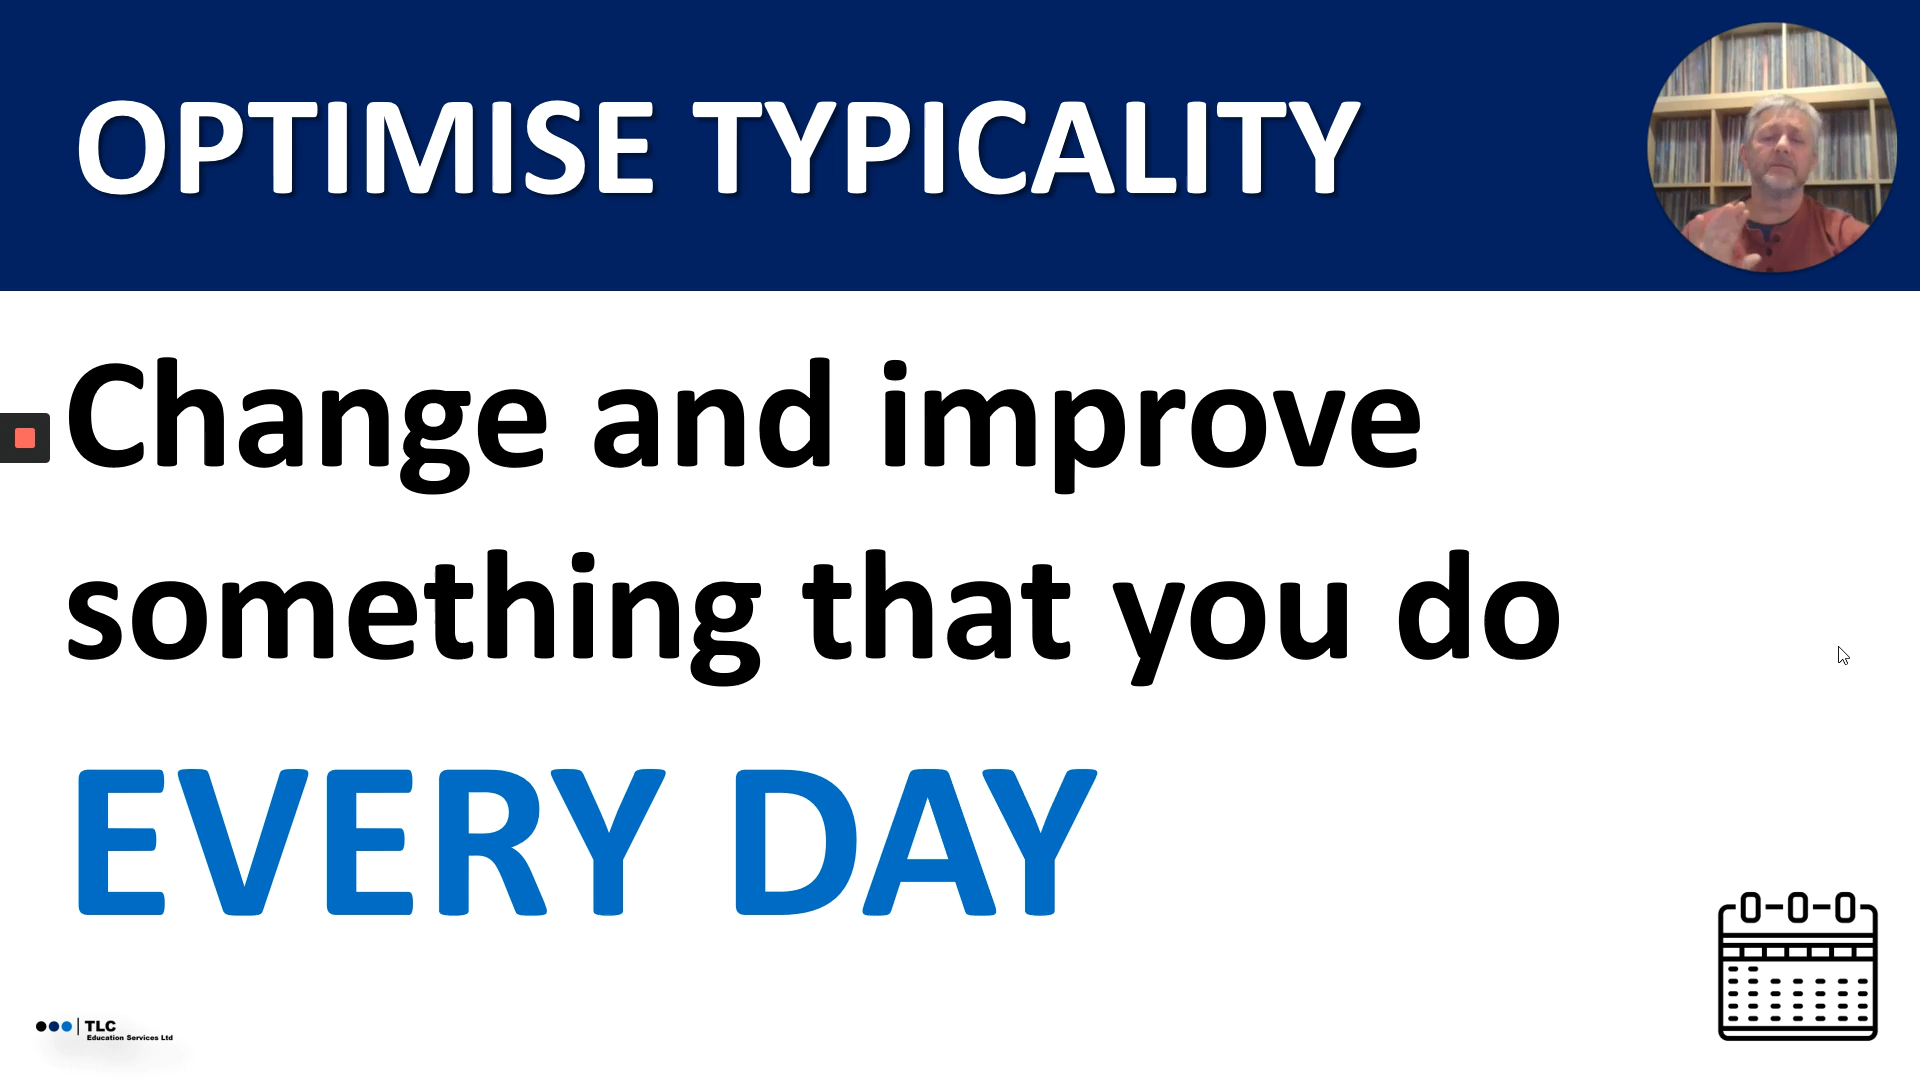 OPTIMISE TYPICALITY
Change and improve
something that you do
EVERY DAY
TLC
Education Services Ltd